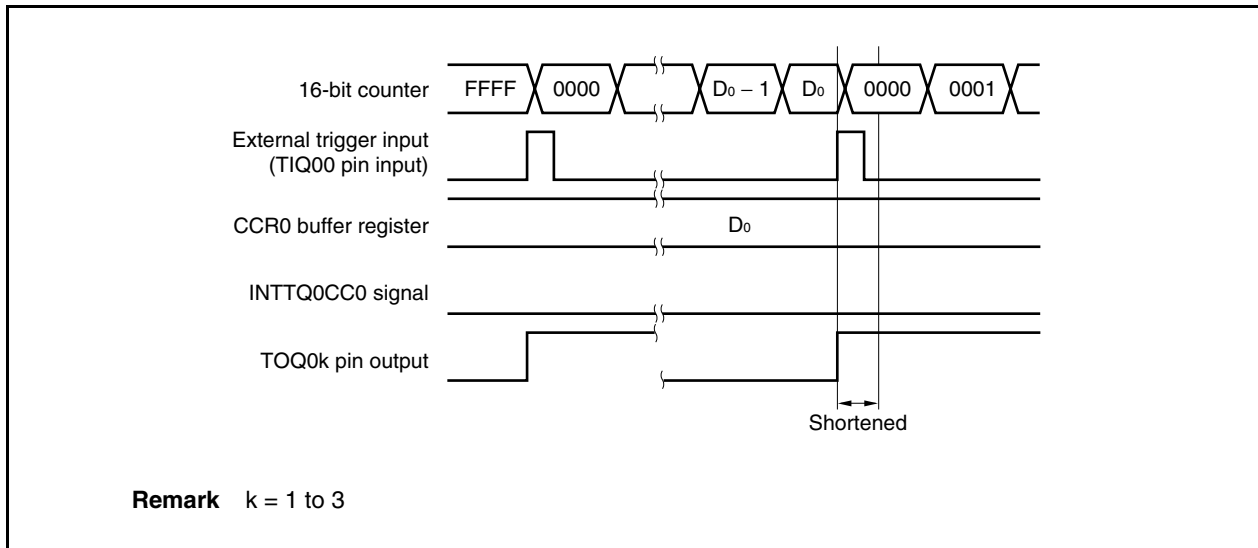 16-bit counter FFFF 0000 D₀ − 1 D₀ 0000 0001
External trigger input
(TIQ00 pin input)
CCR0 buffer register D₀
INTTQ0CC0 signal
TOQ0k pin output
Shortened
Remark k = 1 to 3